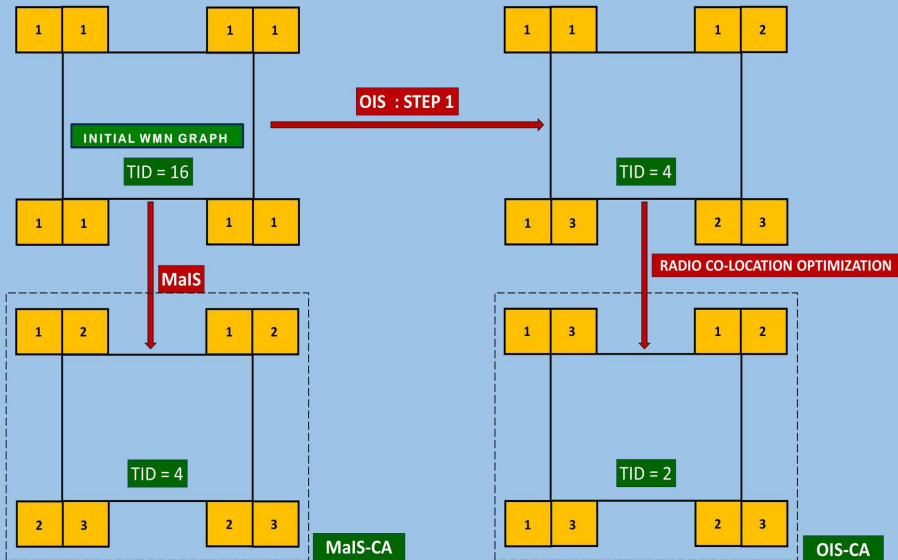 1 1 1 1 1 1 1 2
OIS : STEP 1
INITIAL WMN GRAPH
TID = 16 TID = 4
1 1 1 1 1 3 2 3
RADIO CO-LOCATION OPTIMIZATION
MaIS
1 2 1 2 1 3 1 2
TID = 4 TID = 2
2 3 2 3 1 3 2 3
MaIS-CA OIS-CA